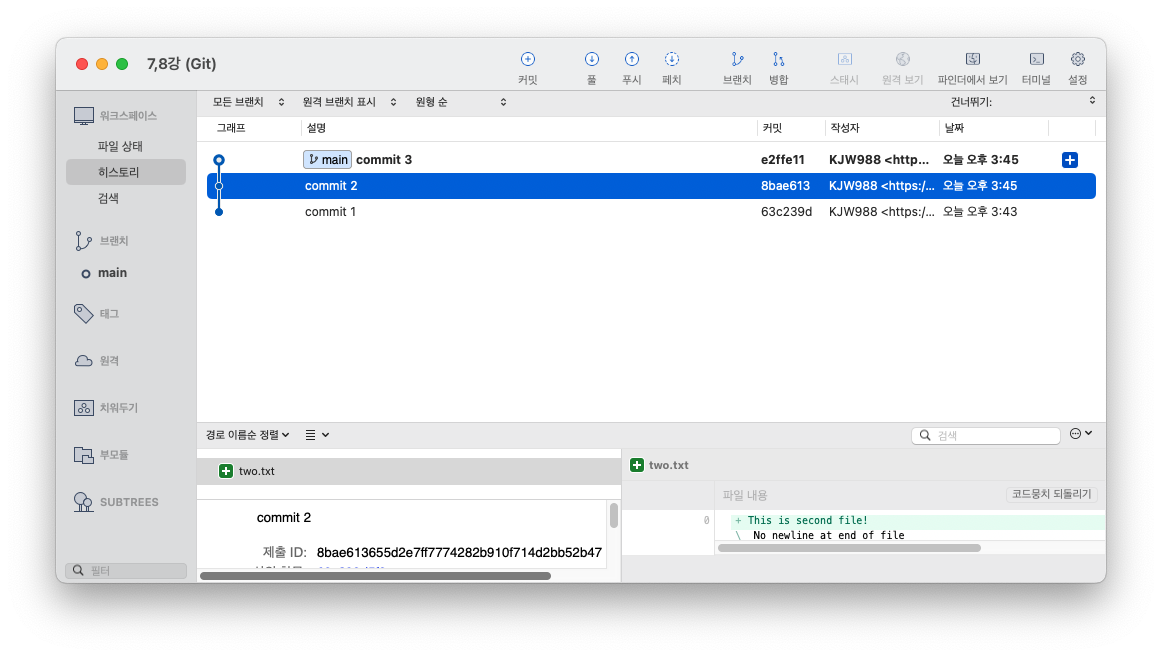 7,8강 (Git)
커밋 풀 푸시 페치 브랜치 병합 스태시 원격 보기 파인더에서 보기 터미널 설정
워크스페이스
파일 상태
히스토리
검색
브랜치
main
태그
원격
치워두기
부모듈
SUBTREES
필터
모든 브랜치 원격 브랜치 표시 원형 순 건너뛰기:
그래프 설명 커밋 작성자 날짜
main commit 3 e2ffe11 KJW988 <http... 오늘 오후 3:45
commit 2 8bae613 KJW988 <https:/... 오늘 오후 3:45
commit 1 63c239d KJW988 <https:/... 오늘 오후 3:43
경로 이름순 정렬 검색
two.txt
commit 2
제출 ID: 8bae613655d2e7ff7774282b910f714d2bb52b47
two.txt
파일 내용 코드뭉치 되돌리기
0 + This is second file!
\ No newline at end of file